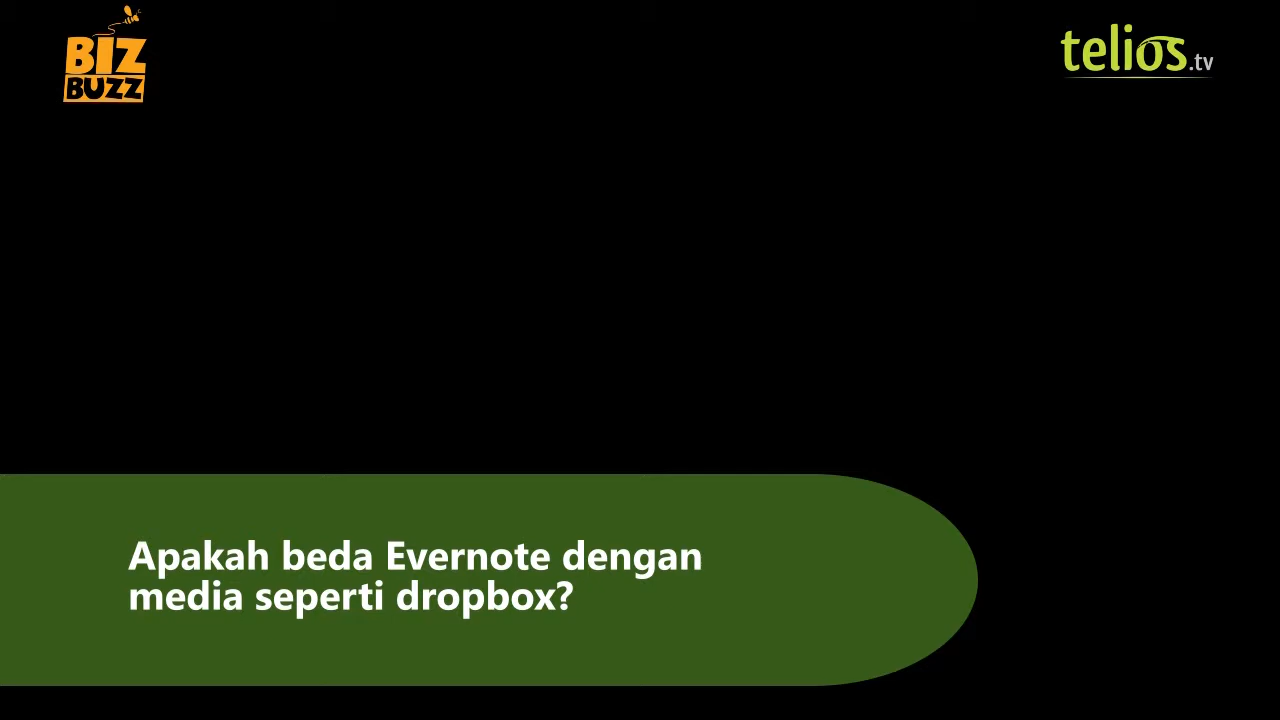 BIZ
BUZZ
telios.tv
Apakah beda Evernote dengan
media seperti dropbox?